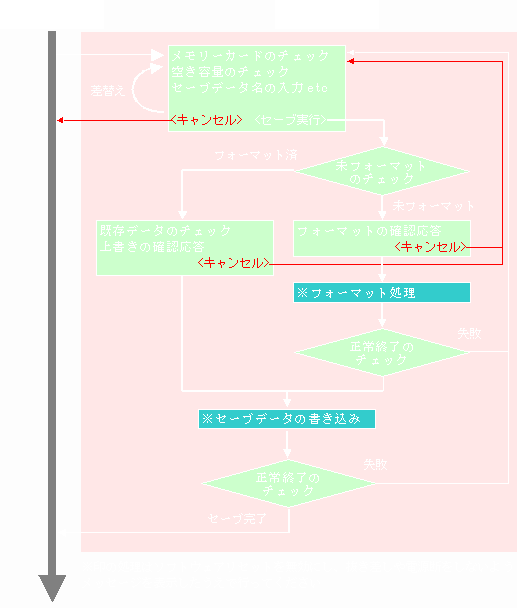 メモリーカードのチェック
空き容量のチェック
セーブデータ名の入力 etc
差替え
<キャンセル> <セーブ実行>
フォーマット済
未フォーマット
のチェック
未フォーマット
既存データのチェック
上書きの確認応答
<キャンセル>
フォーマットの確認応答
<キャンセル>
※フォーマット処理
失敗
正常終了の
チェック
※セーブデータの書き込み
失敗
正常終了の
チェック
セーブ完了